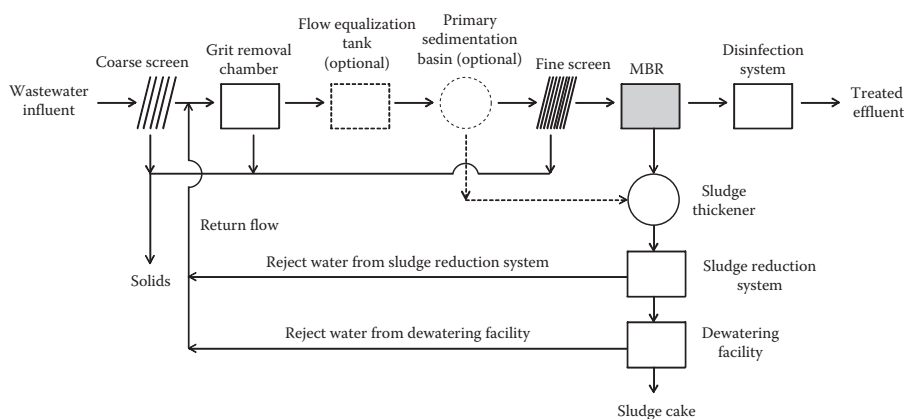 Flow equalization
tank
(optional)
Primary
sedimentation
basin (optional)
Grit removal
chamber
Coarse screen
Fine screen
MBR
Disinfection
system
Wastewater
influent
Treated
effluent
Sludge
thickener
Return flow
Solids
Reject water from sludge reduction system
Sludge reduction
system
Reject water from dewatering facility
Dewatering
facility
Sludge cake